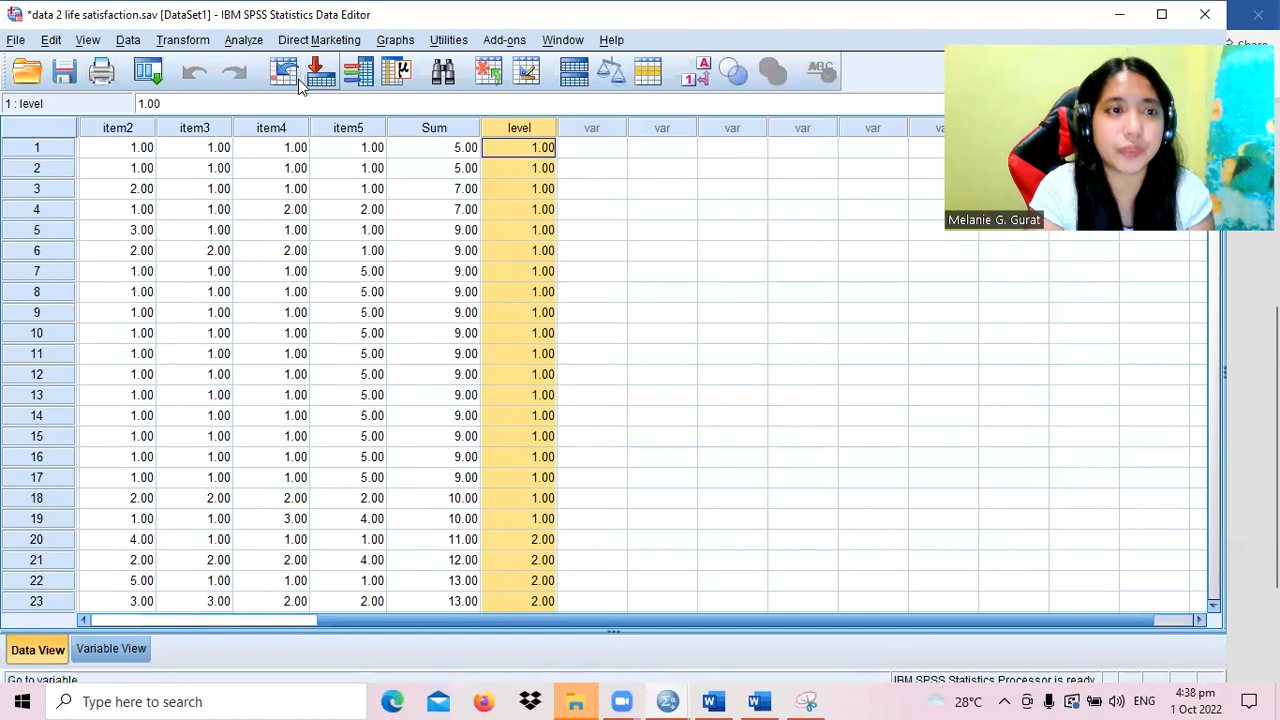 *data 2 life satisfaction.sav [DataSet1] - IBM SPSS Statistics Data Editor
File Edit View Data Transform Analyze Direct Marketing Graphs Utilities Add-ons Window Help
1 : level 1.00
item2 item3 item4 item5 Sum level var var var var var
1 1.00 1.00 1.00 1.00 5.00 1.00
2 1.00 1.00 1.00 1.00 5.00 1.00
3 2.00 1.00 1.00 1.00 7.00 1.00
4 1.00 1.00 2.00 2.00 7.00 1.00
5 3.00 1.00 1.00 1.00 9.00 1.00
6 2.00 2.00 2.00 1.00 9.00 1.00
7 1.00 1.00 1.00 5.00 9.00 1.00
8 1.00 1.00 1.00 5.00 9.00 1.00
9 1.00 1.00 1.00 5.00 9.00 1.00
10 1.00 1.00 1.00 5.00 9.00 1.00
11 1.00 1.00 1.00 5.00 9.00 1.00
12 1.00 1.00 1.00 5.00 9.00 1.00
13 1.00 1.00 1.00 5.00 9.00 1.00
14 1.00 1.00 1.00 5.00 9.00 1.00
15 1.00 1.00 1.00 5.00 9.00 1.00
16 1.00 1.00 1.00 5.00 9.00 1.00
17 1.00 1.00 1.00 5.00 9.00 1.00
18 2.00 2.00 2.00 2.00 10.00 1.00
19 1.00 1.00 3.00 4.00 10.00 1.00
20 4.00 1.00 1.00 1.00 11.00 2.00
21 2.00 2.00 2.00 4.00 12.00 2.00
22 5.00 1.00 1.00 1.00 13.00 2.00
23 3.00 3.00 2.00 2.00 13.00 2.00
Melanie G. Gurat
Data View Variable View
Go to variable IBM SPSS Statistics Processor is ready
Type here to search
28°C ENG 4:38 pm
1 Oct 2022